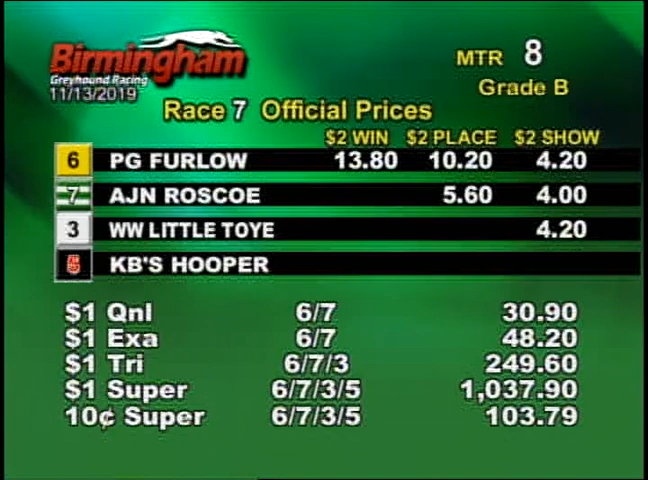 Birmingham
Greyhound Racing
11/13/2019
MTR 8
Grade B
Race 7 Official Prices
$2 WIN $2 PLACE $2 SHOW
6 PG FURLOW 13.80 10.20 4.20
7 AJN ROSCOE 5.60 4.00
3 WW LITTLE TOYE 4.20
5 KB'S HOOPER
$1 Qnl 6/7 30.90
$1 Exa 6/7 48.20
$1 Tri 6/7/3 249.60
$1 Super 6/7/3/5 1,037.90
10¢ Super 6/7/3/5 103.79